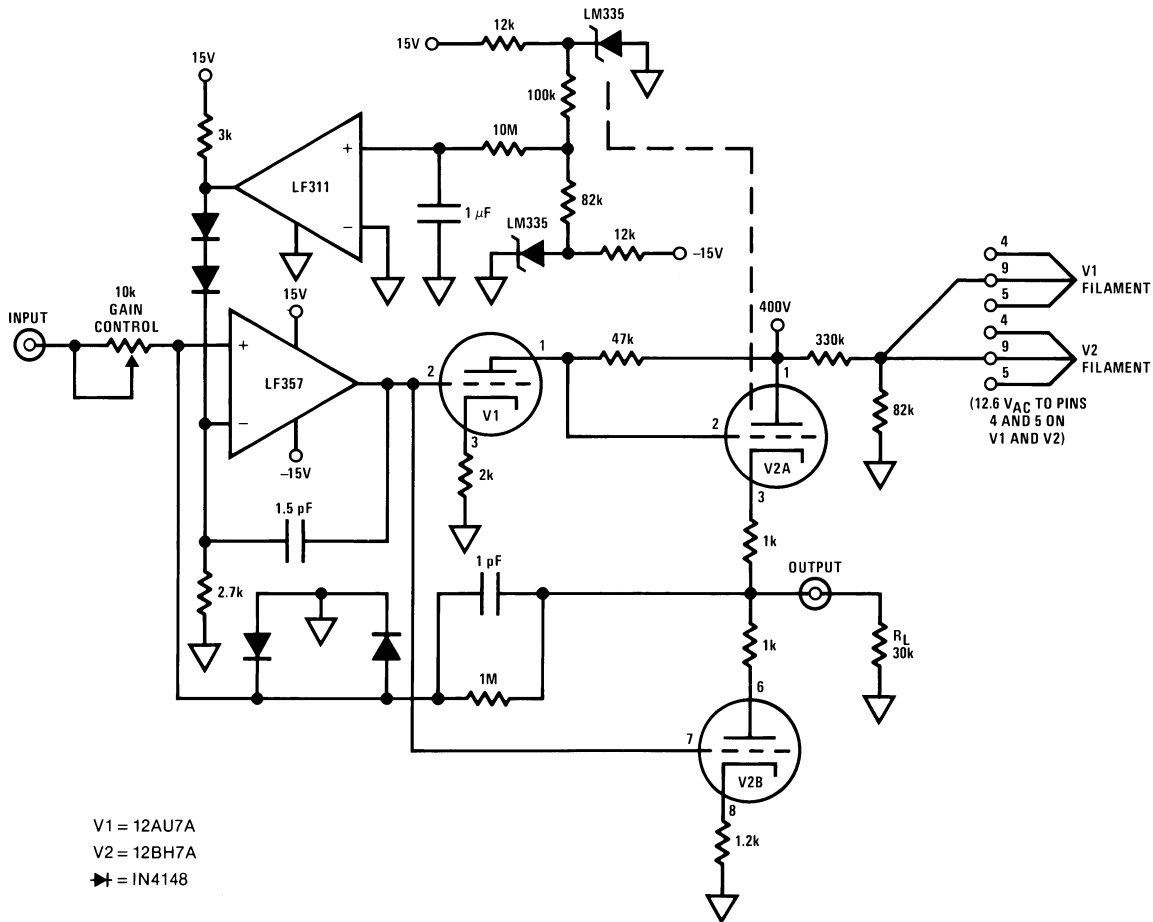 LM335
12k
15V
15V
100k
3k
10M
+
LF311
82k
1 μF
LM335
–
12k
–15V
4
V1
9
FILAMENT
10k
GAIN
CONTROL
15V
400V
5
4
INPUT
V2
+
1
47k
330k
9
FILAMENT
LF357
2
1
5
(12.6 VAC TO PINS
4 AND 5 ON
V1 AND V2)
V1
2
82k
–
3
–15V
2k
V2A
3
1.5 pF
1k
1 pF
OUTPUT
2.7k
RL
30k
1k
1M
6
7
V2B
8
1.2k
V1 = 12AU7A
V2 = 12BH7A
= IN4148